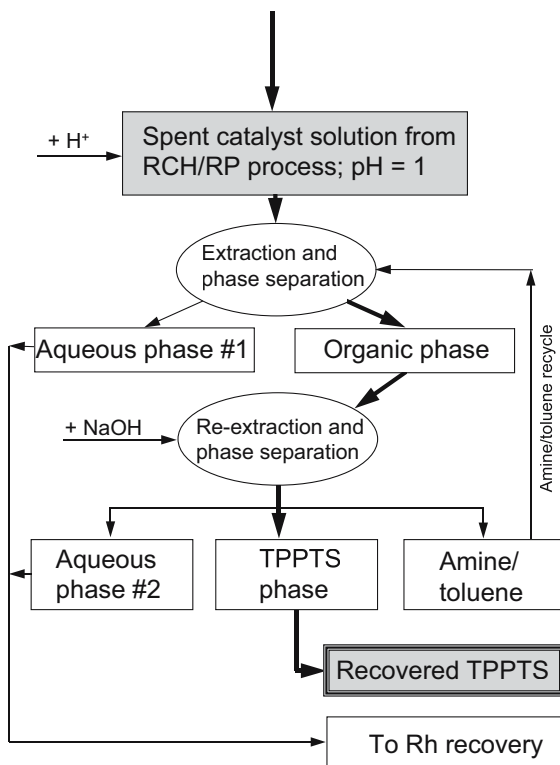 + H⁺
Spent catalyst solution from
RCH/RP process; pH = 1
Extraction and
phase separation
Aqueous phase #1
Organic phase
Amine/toluene recycle
+ NaOH
Re-extraction and
phase separation
Aqueous
phase #2
TPPTS
phase
Amine/
toluene
Recovered TPPTS
To Rh recovery